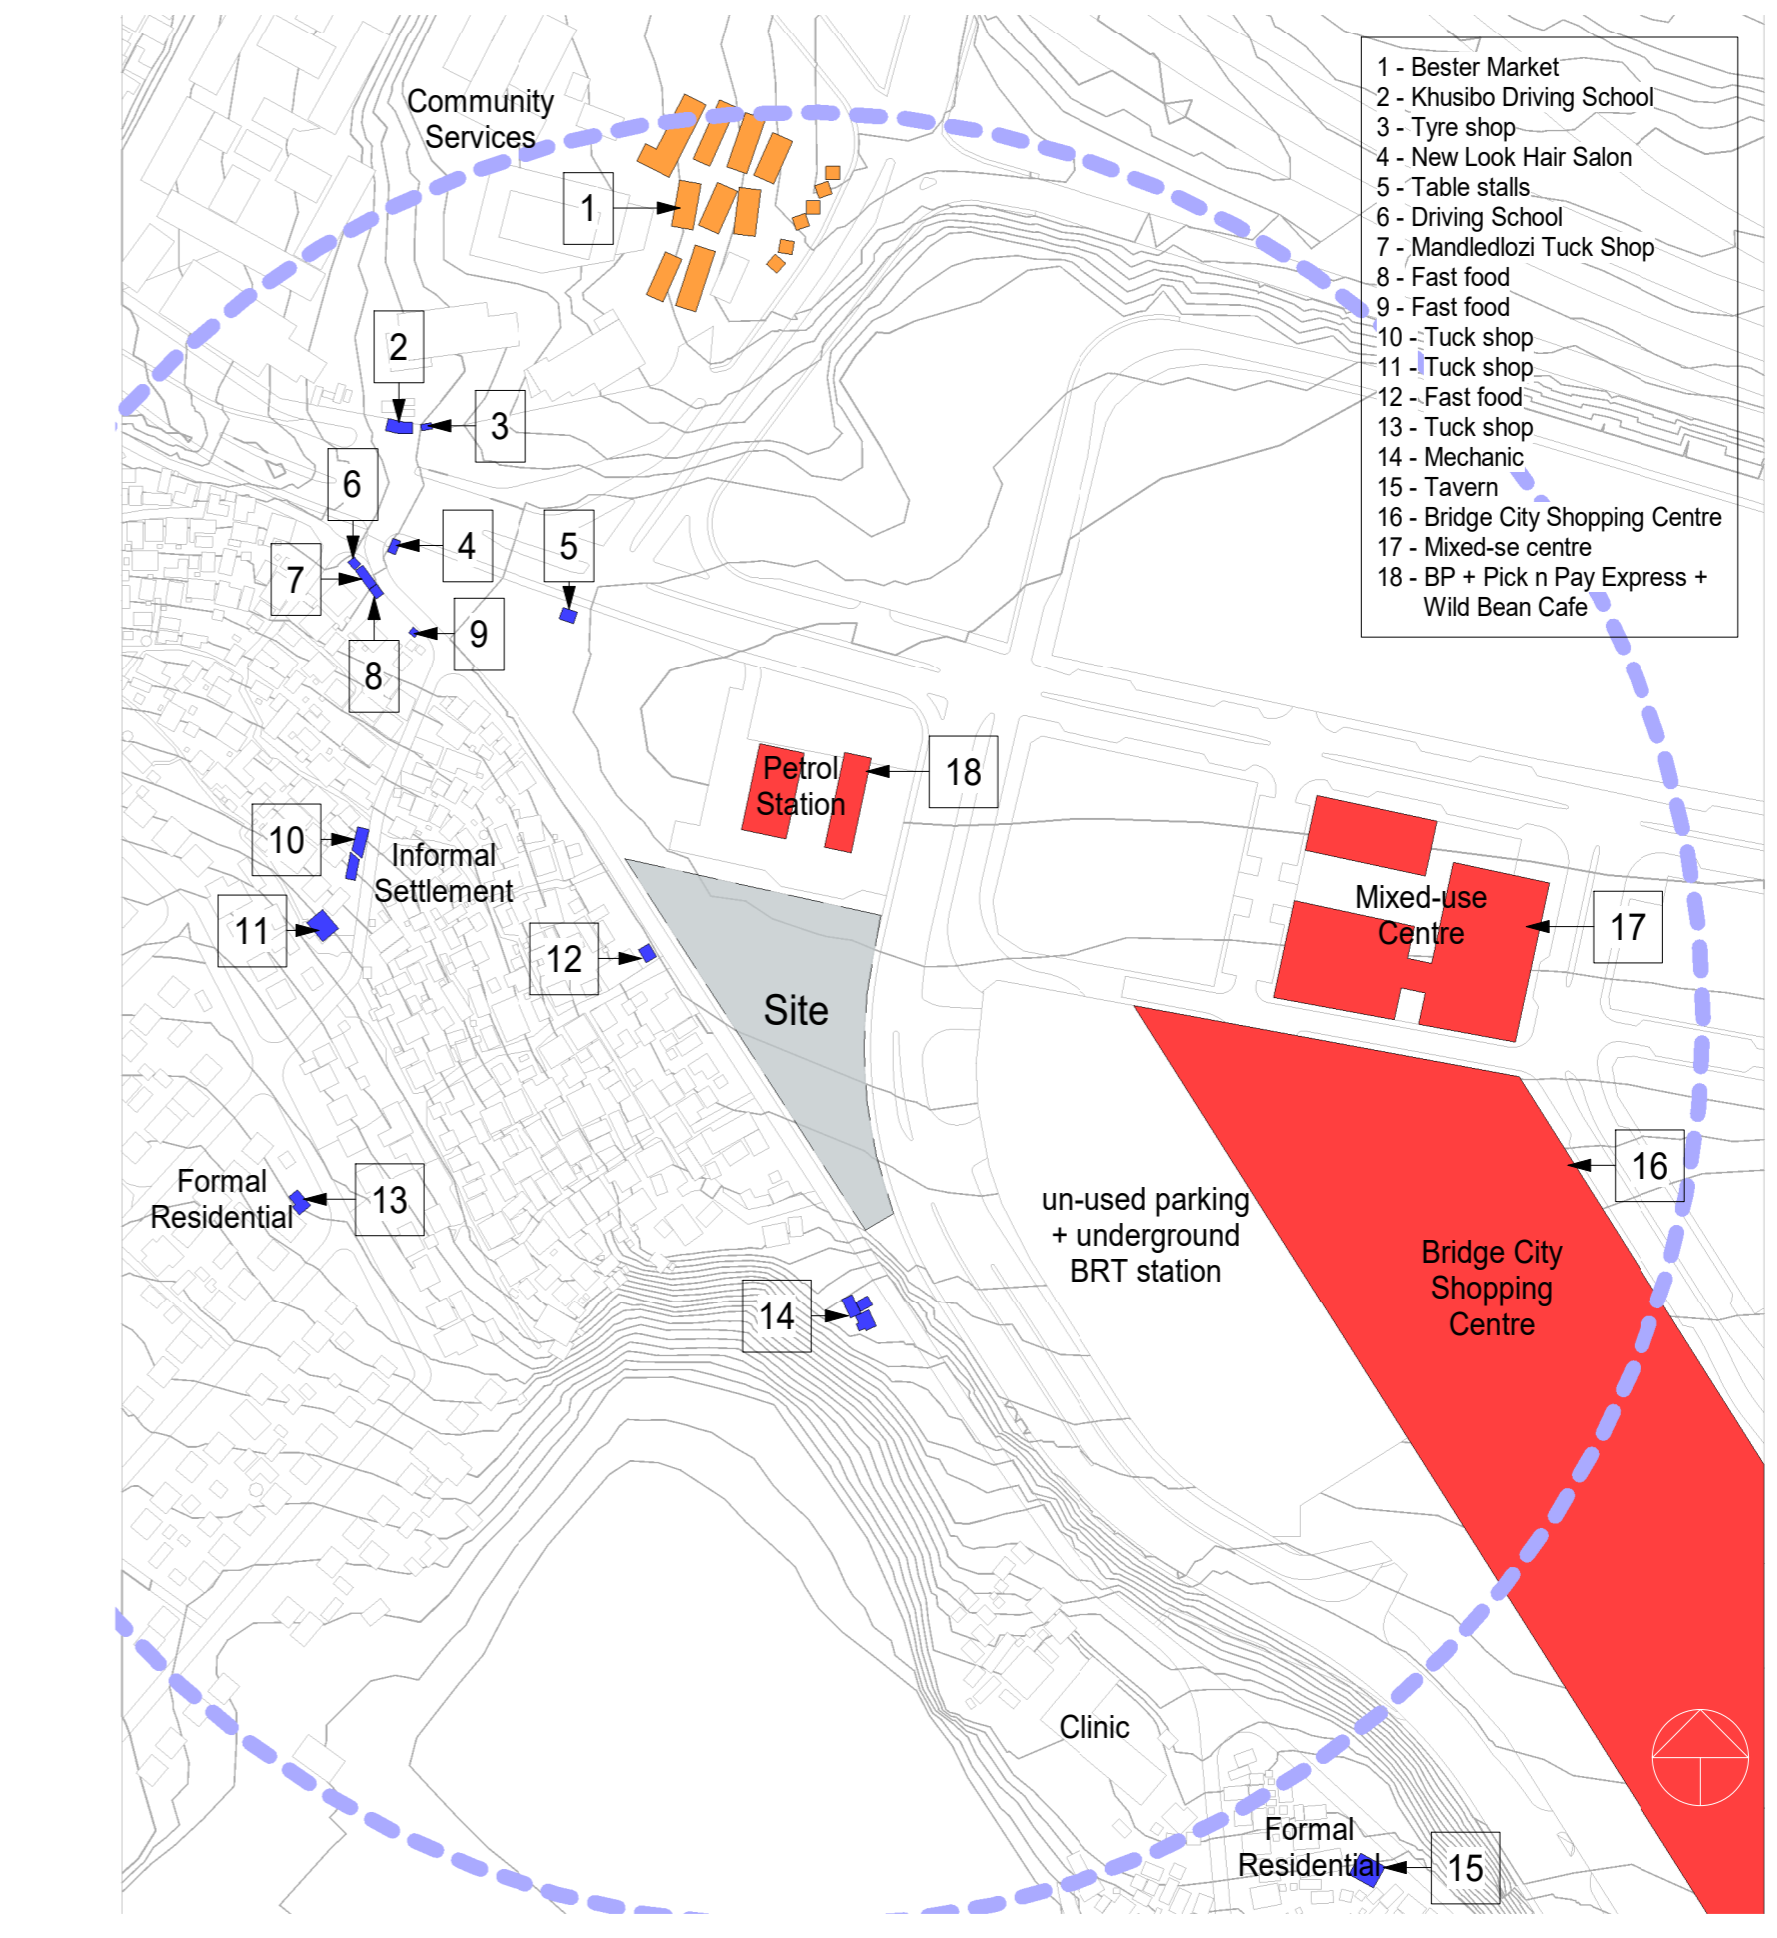 Community
Services
1 - Bester Market
2 - Khusibo Driving School
3 - Tyre shop
4 - New Look Hair Salon
5 - Table stalls
6 - Driving School
7 - Mandledlozi Tuck Shop
8 - Fast food
9 - Fast food
10 - Tuck shop
11 - Tuck shop
12 - Fast food
13 - Tuck shop
14 - Mechanic
15 - Tavern
16 - Bridge City Shopping Centre
17 - Mixed-se centre
18 - BP + Pick n Pay Express +
Wild Bean Cafe
1
2
3
6
4
5
7
9
8
Petrol
Station
18
10
Informal
Settlement
Mixed-use
Centre
17
11
12
Site
16
Formal
Residential
13
un-used parking
+ underground
BRT station
Bridge City
Shopping
Centre
14
Clinic
Formal
Residential
15